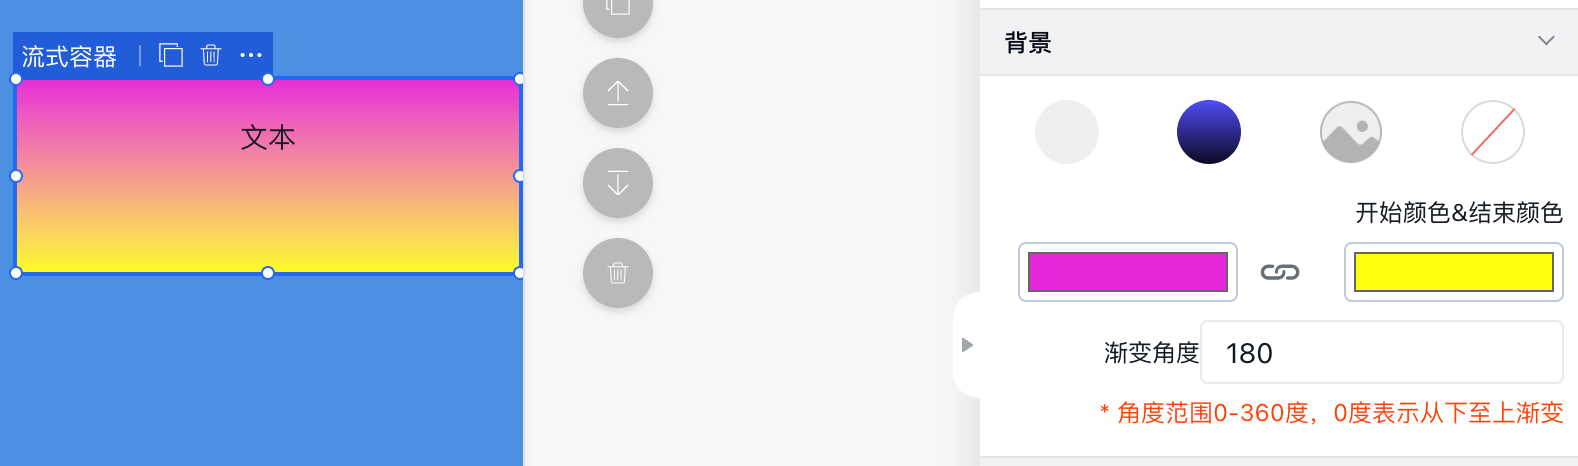 流式容器
文本
背景
开始颜色&结束颜色
渐变角度
180
* 角度范围0-360度，0度表示从下至上渐变